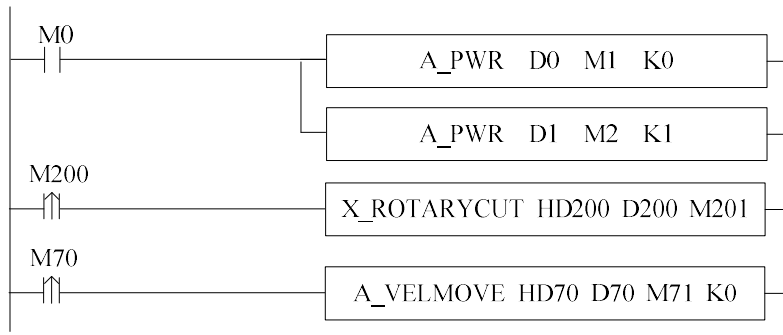 M0
A_PWR D0 M1 K0
A_PWR D1 M2 K1
M200
X_ROTARYCUT HD200 D200 M201
M70
A_VELMOVE HD70 D70 M71 K0